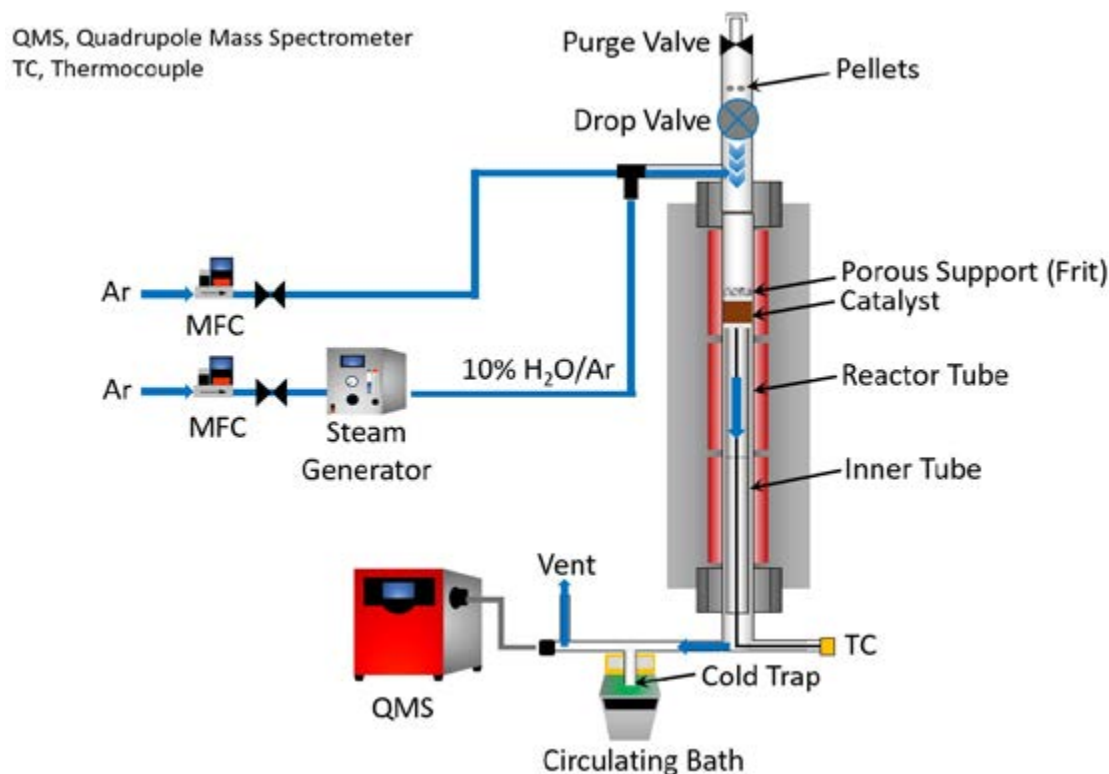 QMS, Quadrupole Mass Spectrometer
TC, Thermocouple
Purge Valve
Pellets
Drop Valve
Porous Support (Frit)
Catalyst
Ar
MFC
Ar
MFC
10% H₂O/Ar
Steam
Generator
Reactor Tube
Inner Tube
Vent
TC
Cold Trap
QMS
Circulating Bath